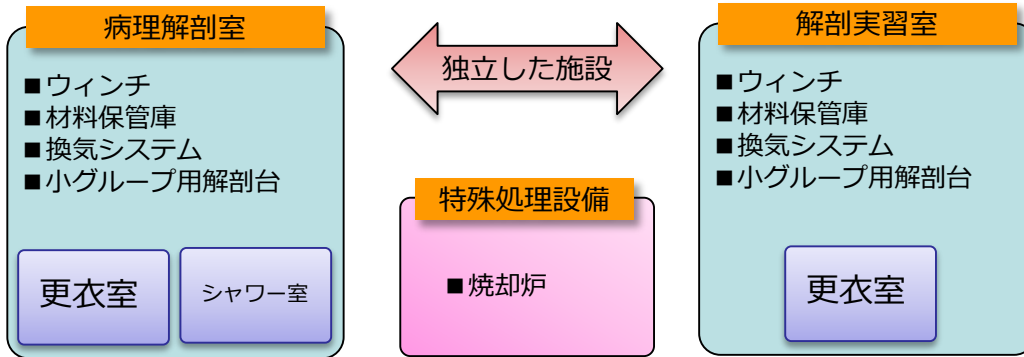 病理解剖室
■ウィンチ
■材料保管庫
■換気システム
■小グループ用解剖台
更衣室
シャワー室
独立した施設
特殊処理設備
■焼却炉
解剖実習室
■ウィンチ
■材料保管庫
■換気システム
■小グループ用解剖台
更衣室